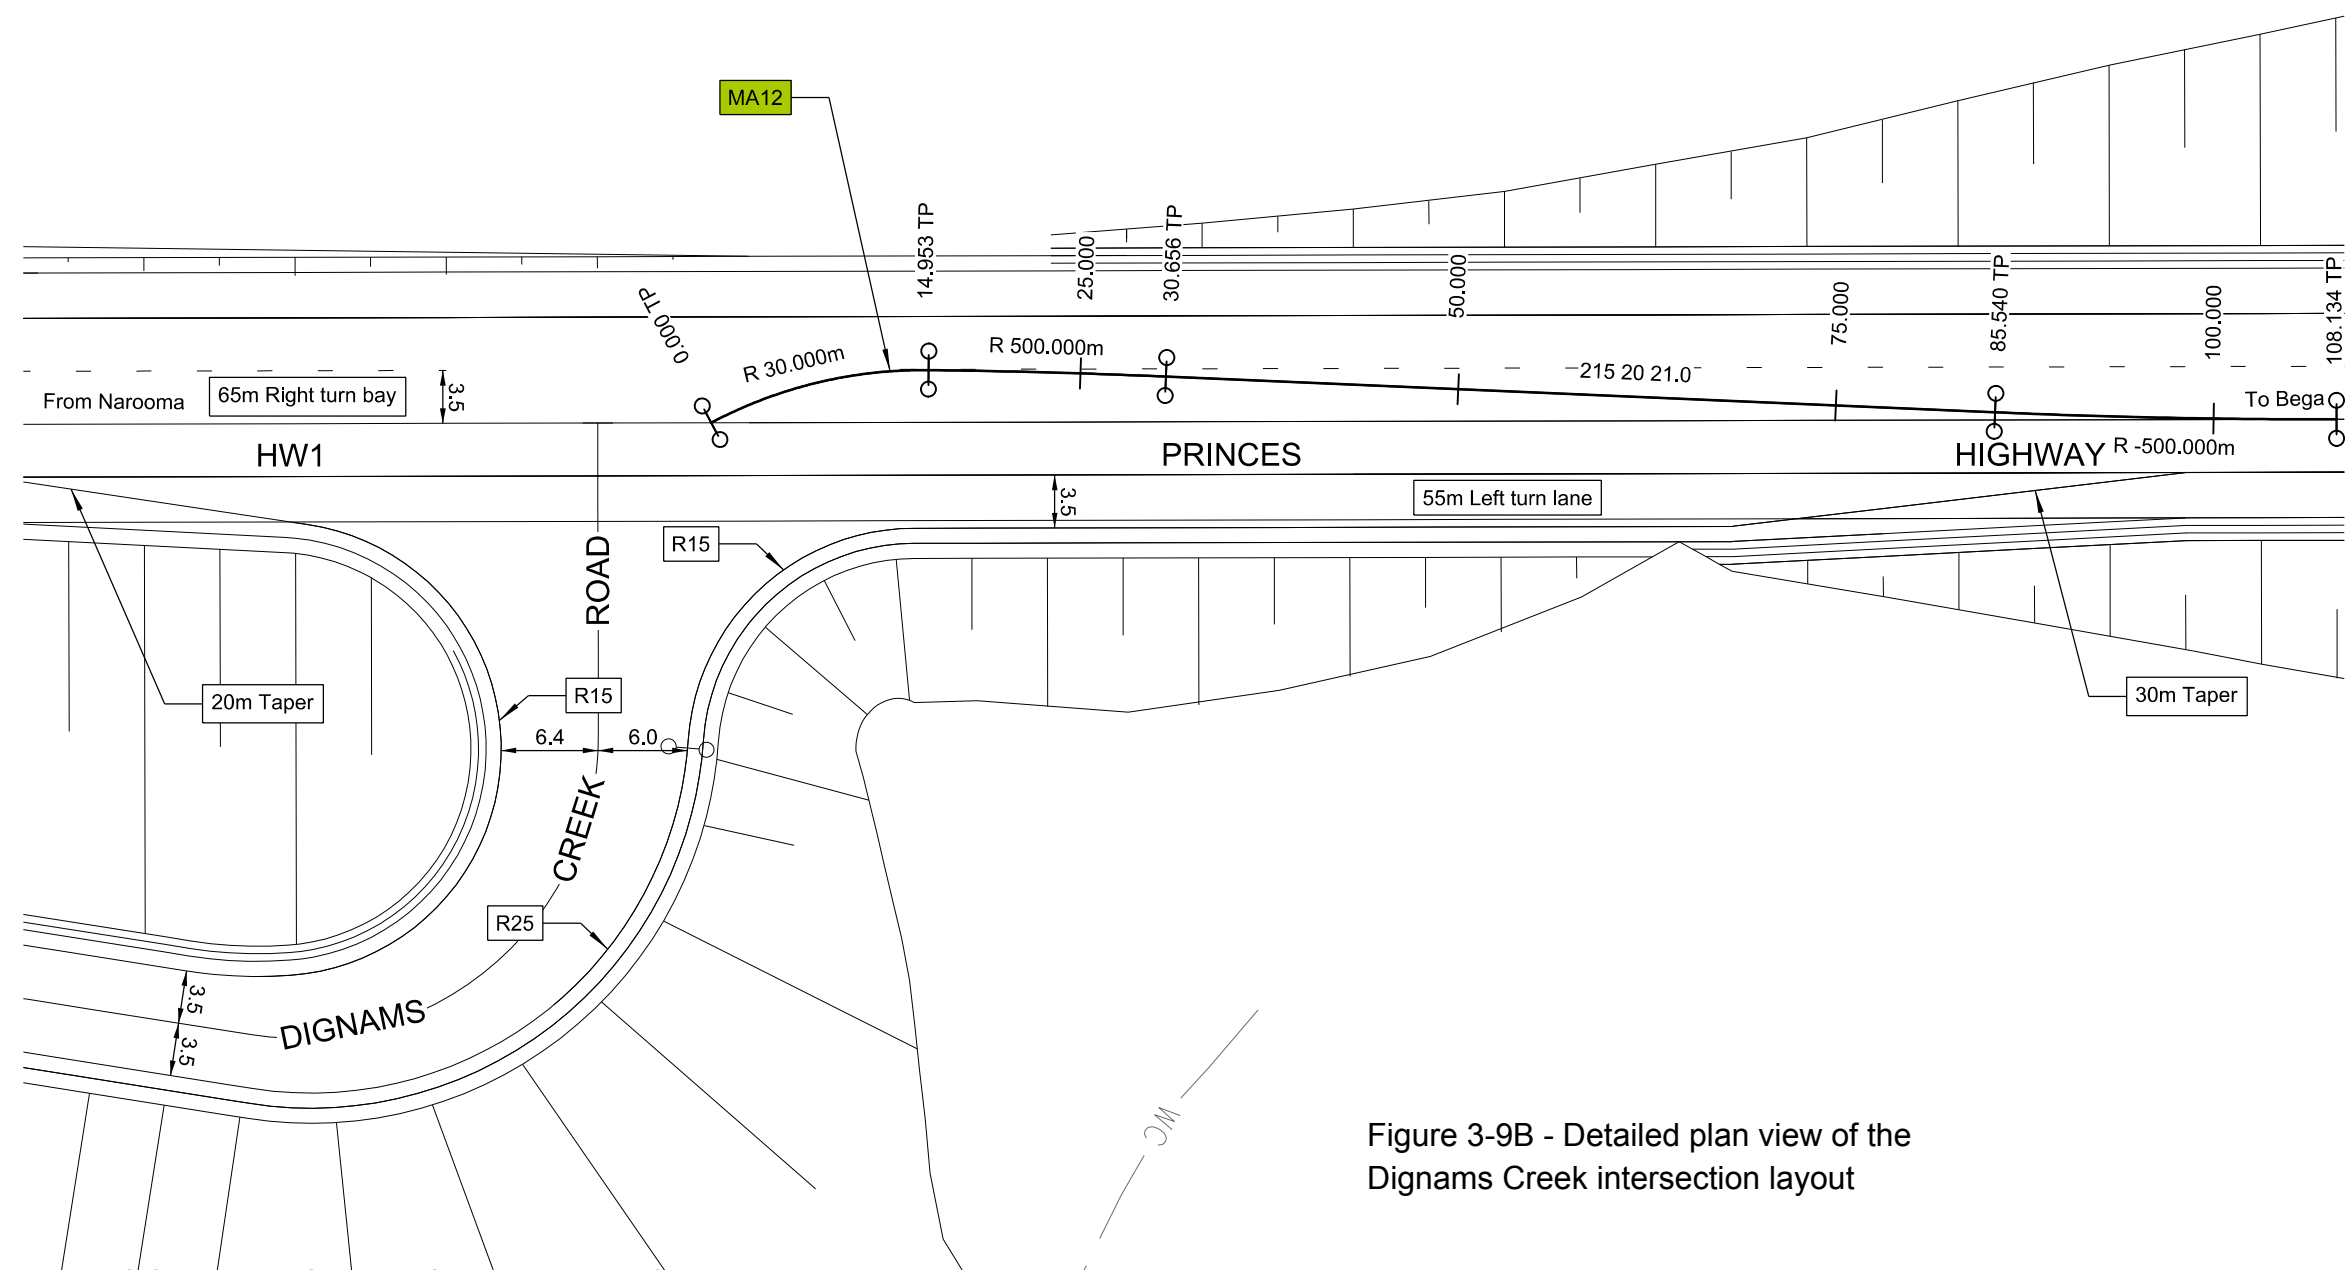 MA12
14.953 TP
25.000
30.656 TP
50.000
75.000
85.540 TP
100.000
108.134 TP
0.000 TP
R 30.000m
R 500.000m
215 20 21.0
From Narooma
65m Right turn bay
3.5
To Bega
HW1
PRINCES
HIGHWAY
R -500.000m
3.5
55m Left turn lane
R15
ROAD
20m Taper
R15
30m Taper
6.4
6.0
CREEK
R25
3.5
DIGNAMS
3.5
WC
Figure 3-9B - Detailed plan view of the
Dignams Creek intersection layout